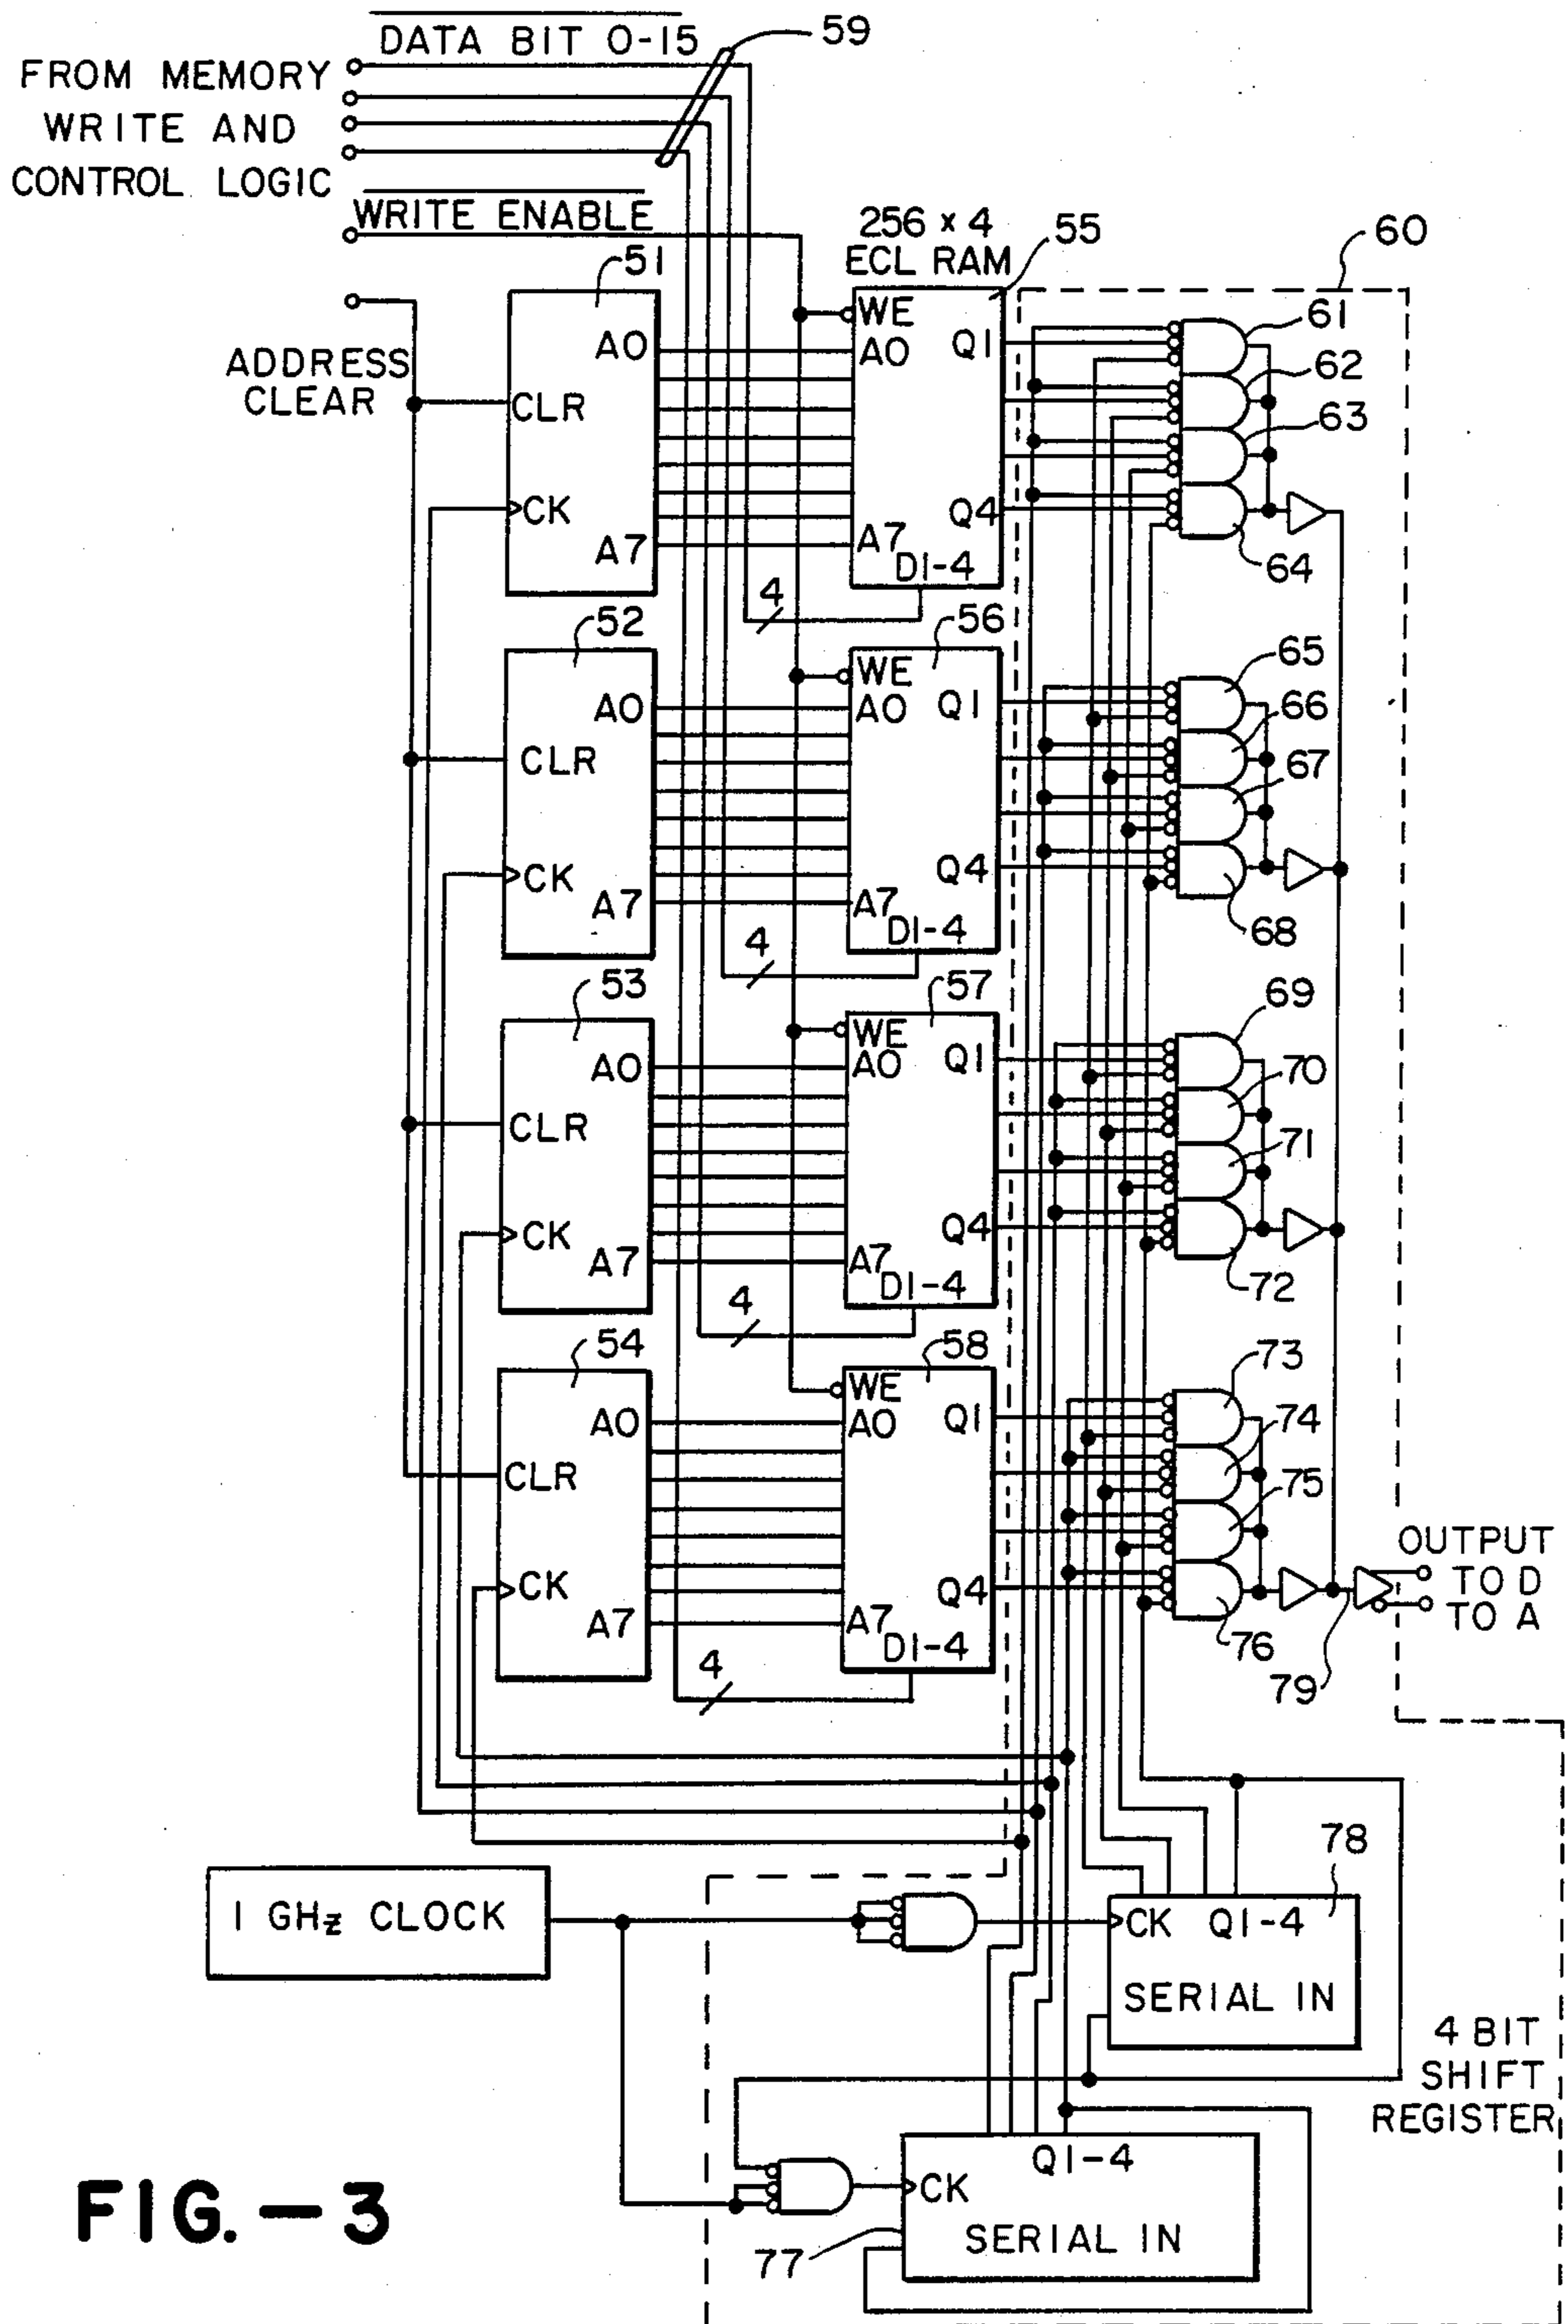 DATA BIT 0-15
59
FROM MEMORY
WRITE AND
CONTROL LOGIC
WRITE ENABLE
256 x 4
ECL RAM
55
60
51
WE
61
A0
A0
Q1
ADDRESS
CLEAR
62
CLR
63
CK
Q4
A7
A7
D1-4
64
4
52
56
WE
65
A0
A0
Q1
66
CLR
67
CK
Q4
A7
A7
D1-4
68
4
53
57
69
WE
A0
A0
Q1
70
CLR
71
CK
Q4
A7
A7
D1-4
72
4
54
58
73
WE
A0
A0
Q1
74
CLR
75
OUTPUT
TO D
TO A
CK
Q4
A7
A7
D1-4
76
4
79
78
1 GHz CLOCK
CK
Q1-4
SERIAL IN
4 BIT
SHIFT
REGISTER
Q1-4
CK
SERIAL IN
77
FIG.-3